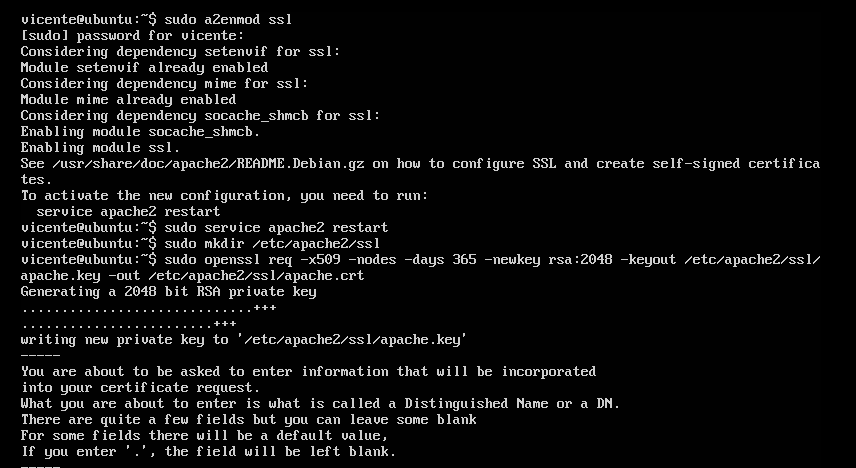 vicente@ubuntu:~$ sudo a2enmod ssl
[sudo] password for vicente:
Considering dependency setenvif for ssl:
Module setenvif already enabled
Considering dependency mime for ssl:
Module mime already enabled
Considering dependency socache_shmcb for ssl:
Enabling module socache_shmcb.
Enabling module ssl.
See /usr/share/doc/apache2/README.Debian.gz on how to configure SSL and create self-signed certifica
tes.
To activate the new configuration, you need to run:
  service apache2 restart
vicente@ubuntu:~$ sudo service apache2 restart
vicente@ubuntu:~$ sudo mkdir /etc/apache2/ssl
vicente@ubuntu:~$ sudo openssl req -x509 -nodes -days 365 -newkey rsa:2048 -keyout /etc/apache2/ssl/
apache.key -out /etc/apache2/ssl/apache.crt
Generating a 2048 bit RSA private key
.............................+++
........................+++
writing new private key to '/etc/apache2/ssl/apache.key'
-----
You are about to be asked to enter information that will be incorporated
into your certificate request.
What you are about to enter is what is called a Distinguished Name or a DN.
There are quite a few fields but you can leave some blank
For some fields there will be a default value,
If you enter '.', the field will be left blank.
-----